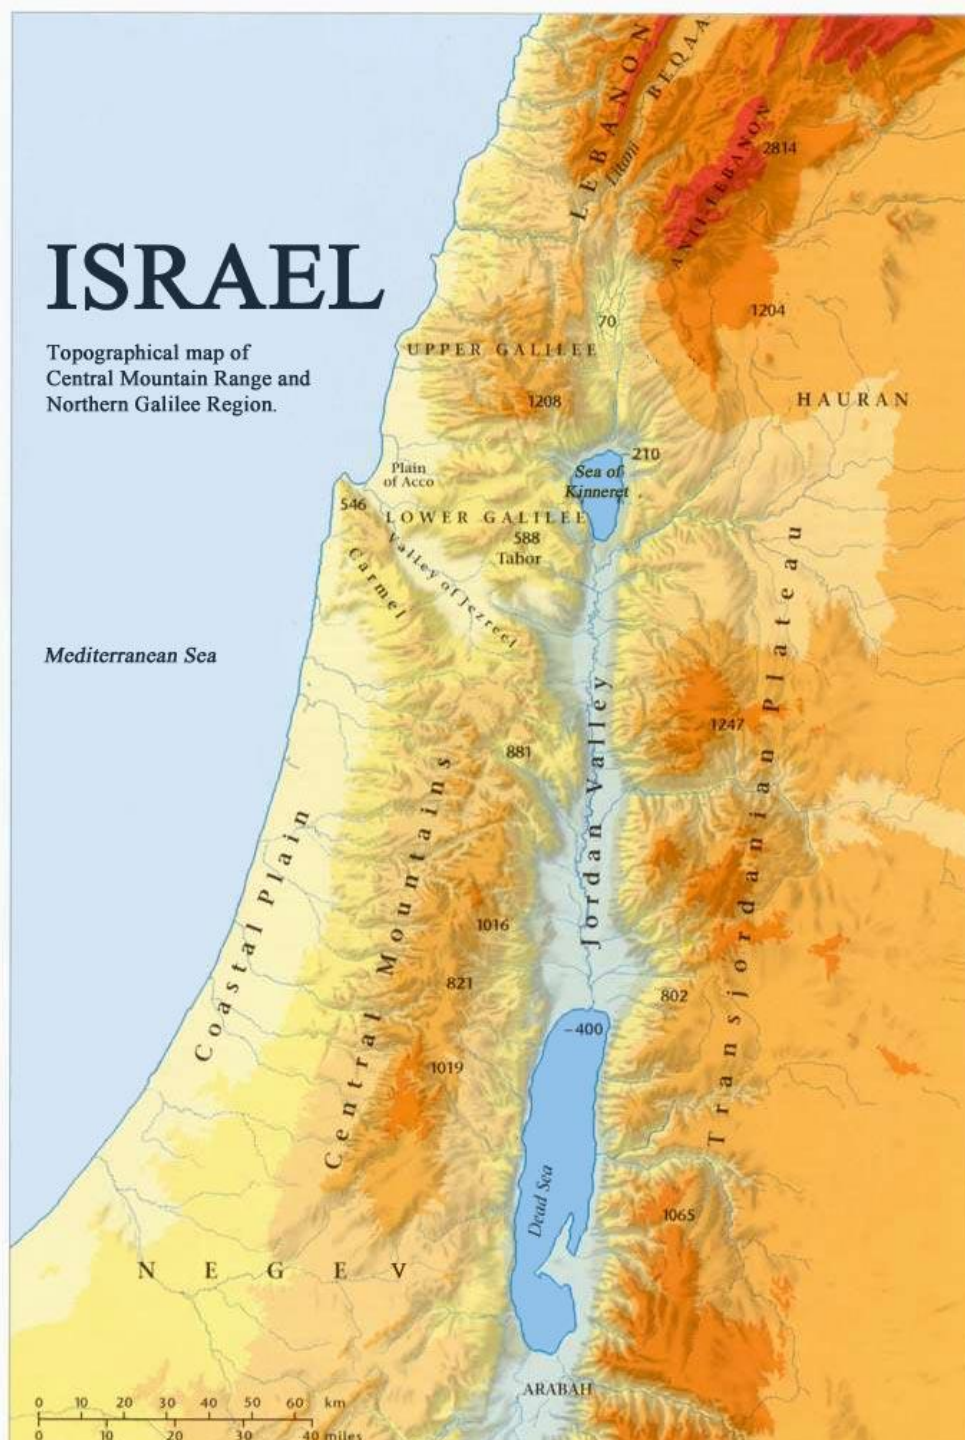 LEBANON
BEQAA
Litani
ANTI-LEBANON
2814
ISRAEL
Topographical map of
Central Mountain Range and
Northern Galilee Region.
1204
70
UPPER GALILEE
HAURAN
1208
210
Sea of
Kinneret
Plain
of Acco
546
LOWER GALILEE
588
Tabor
Carmel
Valley of Jezreel
Mediterranean Sea
Jordan Valley
Transjordanian Plateau
1247
881
Central Mountains
Coastal Plain
1016
821
802
-400
1019
Dead Sea
1065
NEGEV
ARABAH
0 10 20 30 40 50 60 km
0 10 20 30 40 miles